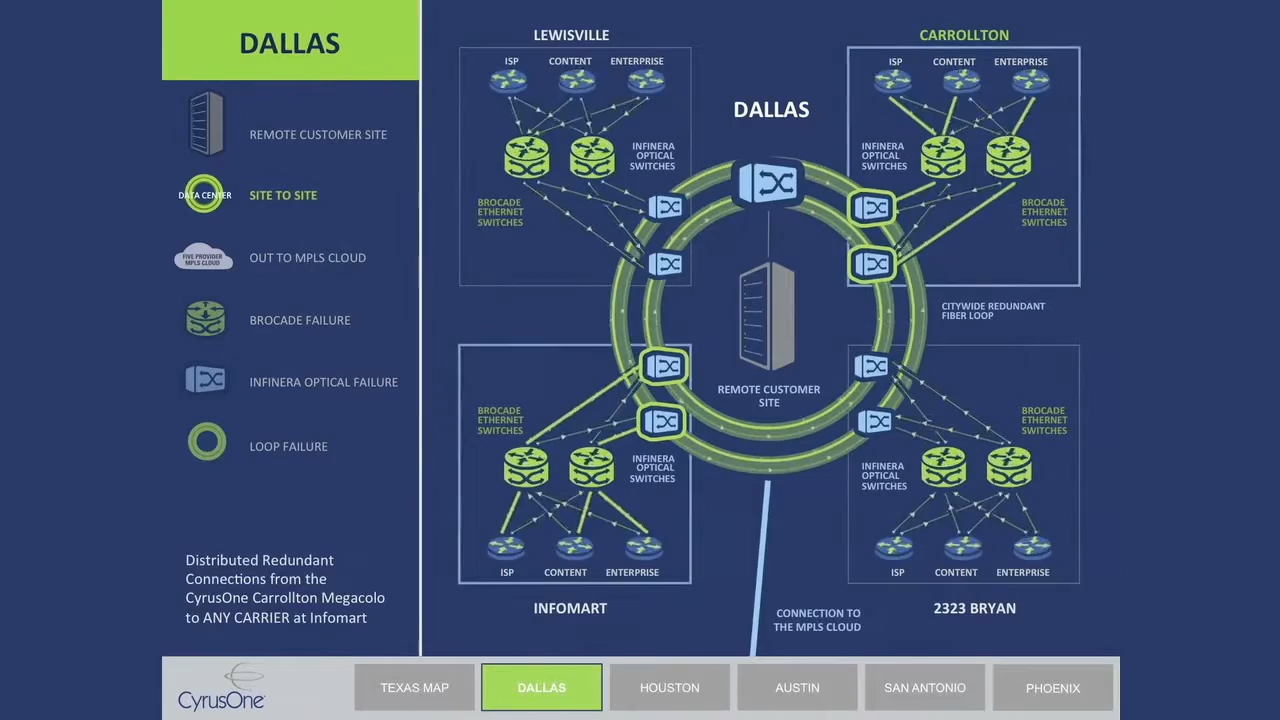 DALLAS
REMOTE CUSTOMER SITE
DATA CENTER
SITE TO SITE
FIVE PROVIDER
MPLS CLOUD
OUT TO MPLS CLOUD
BROCADE FAILURE
INFINERA OPTICAL FAILURE
LOOP FAILURE
Distributed Redundant
Connections from the
CyrusOne Carrollton Megacolo
to ANY CARRIER at Infomart
LEWISVILLE
ISP
CONTENT
ENTERPRISE
INFINERA
OPTICAL
SWITCHES
BROCADE
ETHERNET
SWITCHES
DALLAS
CARROLLTON
ISP
CONTENT
ENTERPRISE
INFINERA
OPTICAL
SWITCHES
BROCADE
ETHERNET
SWITCHES
CITYWIDE REDUNDANT
FIBER LOOP
REMOTE CUSTOMER
SITE
BROCADE
ETHERNET
SWITCHES
INFINERA
OPTICAL
SWITCHES
ISP
CONTENT
ENTERPRISE
INFOMART
BROCADE
ETHERNET
SWITCHES
INFINERA
OPTICAL
SWITCHES
ISP
CONTENT
ENTERPRISE
2323 BRYAN
CONNECTION TO
THE MPLS CLOUD
CyrusOne
TEXAS MAP
DALLAS
HOUSTON
AUSTIN
SAN ANTONIO
PHOENIX